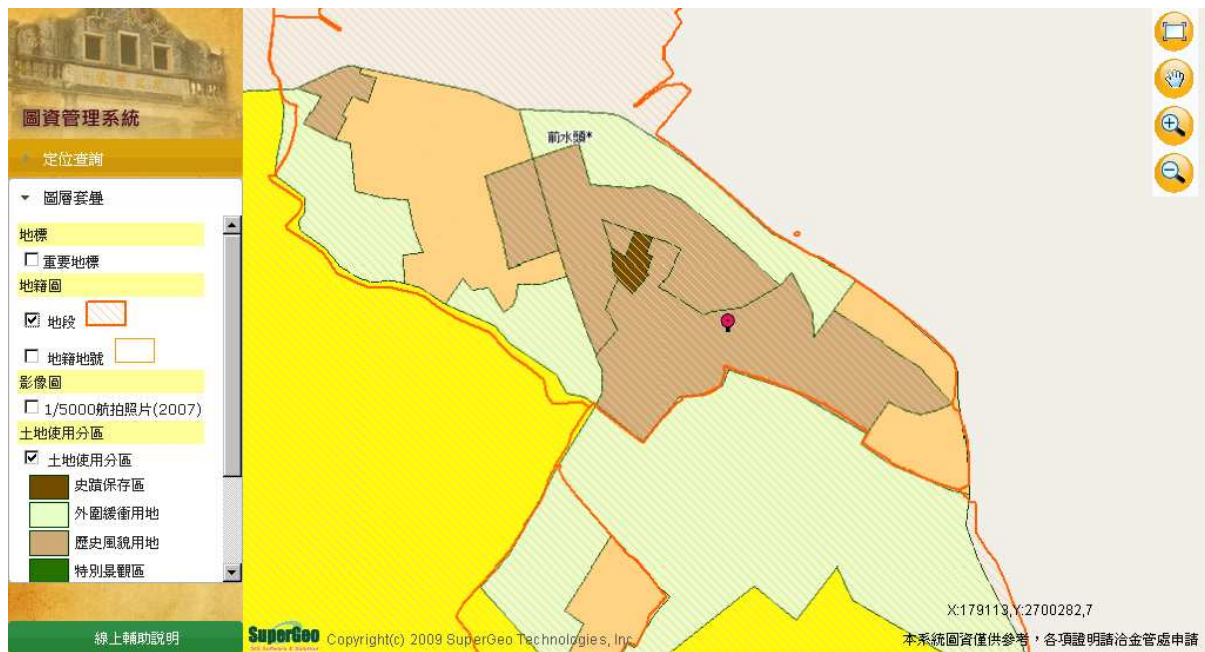 圖資管理系統
定位查詢
圖層套疊
地標
重要地標
地籍圖
地段
地籍地號
影像圖
1/5000航拍照片(2007)
土地使用分區
土地使用分區
史蹟保存區
外圍緩衝用地
歷史風貌用地
特別景觀區
線上輔助說明
前水頭*
X:179113,Y:2700282,7
SuperGeo Copyright(c) 2009 SuperGeo Technologies, Inc.
本系統圖資僅供參考，各項證明請洽金管處申請